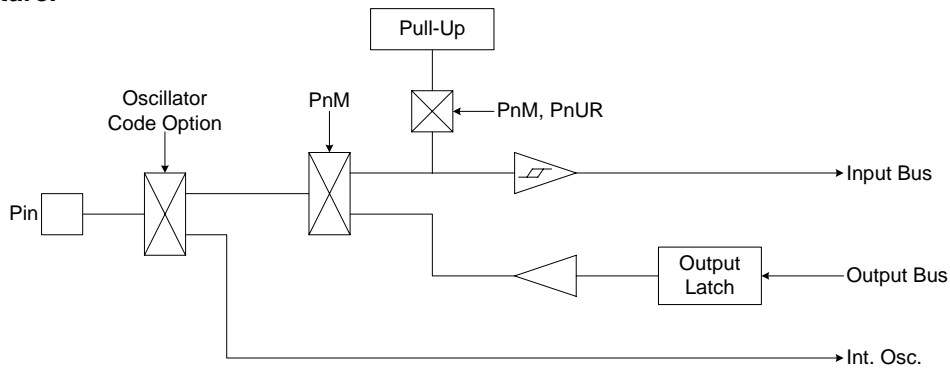 Pull-Up
Oscillator
Code Option
PnM
PnM, PnUR
Pin
Input Bus
Output
Latch
Output Bus
Int. Osc.